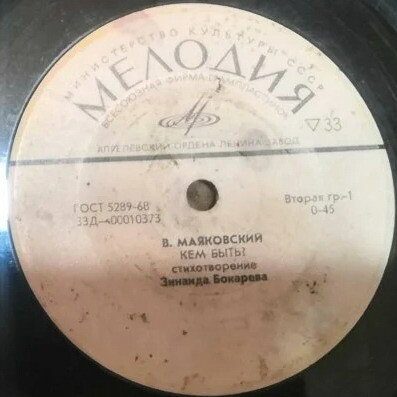 МИНИСТЕРСТВО КУЛЬТУРЫ СССР
МЕЛОДИЯ
ВСЕСОЮЗНАЯ ФИРМА ГРАМПЛАСТИНОК
33
АПРЕЛЕВСКИЙ ОРДЕНА ЛЕНИНА ЗАВОД
ГОСТ 5289-68
33Д—00010373
Вторая гр.-1
0-45
В. МАЯКОВСКИЙ
КЕМ БЫТЬ?
стихотворение
Зинаида Бокарева